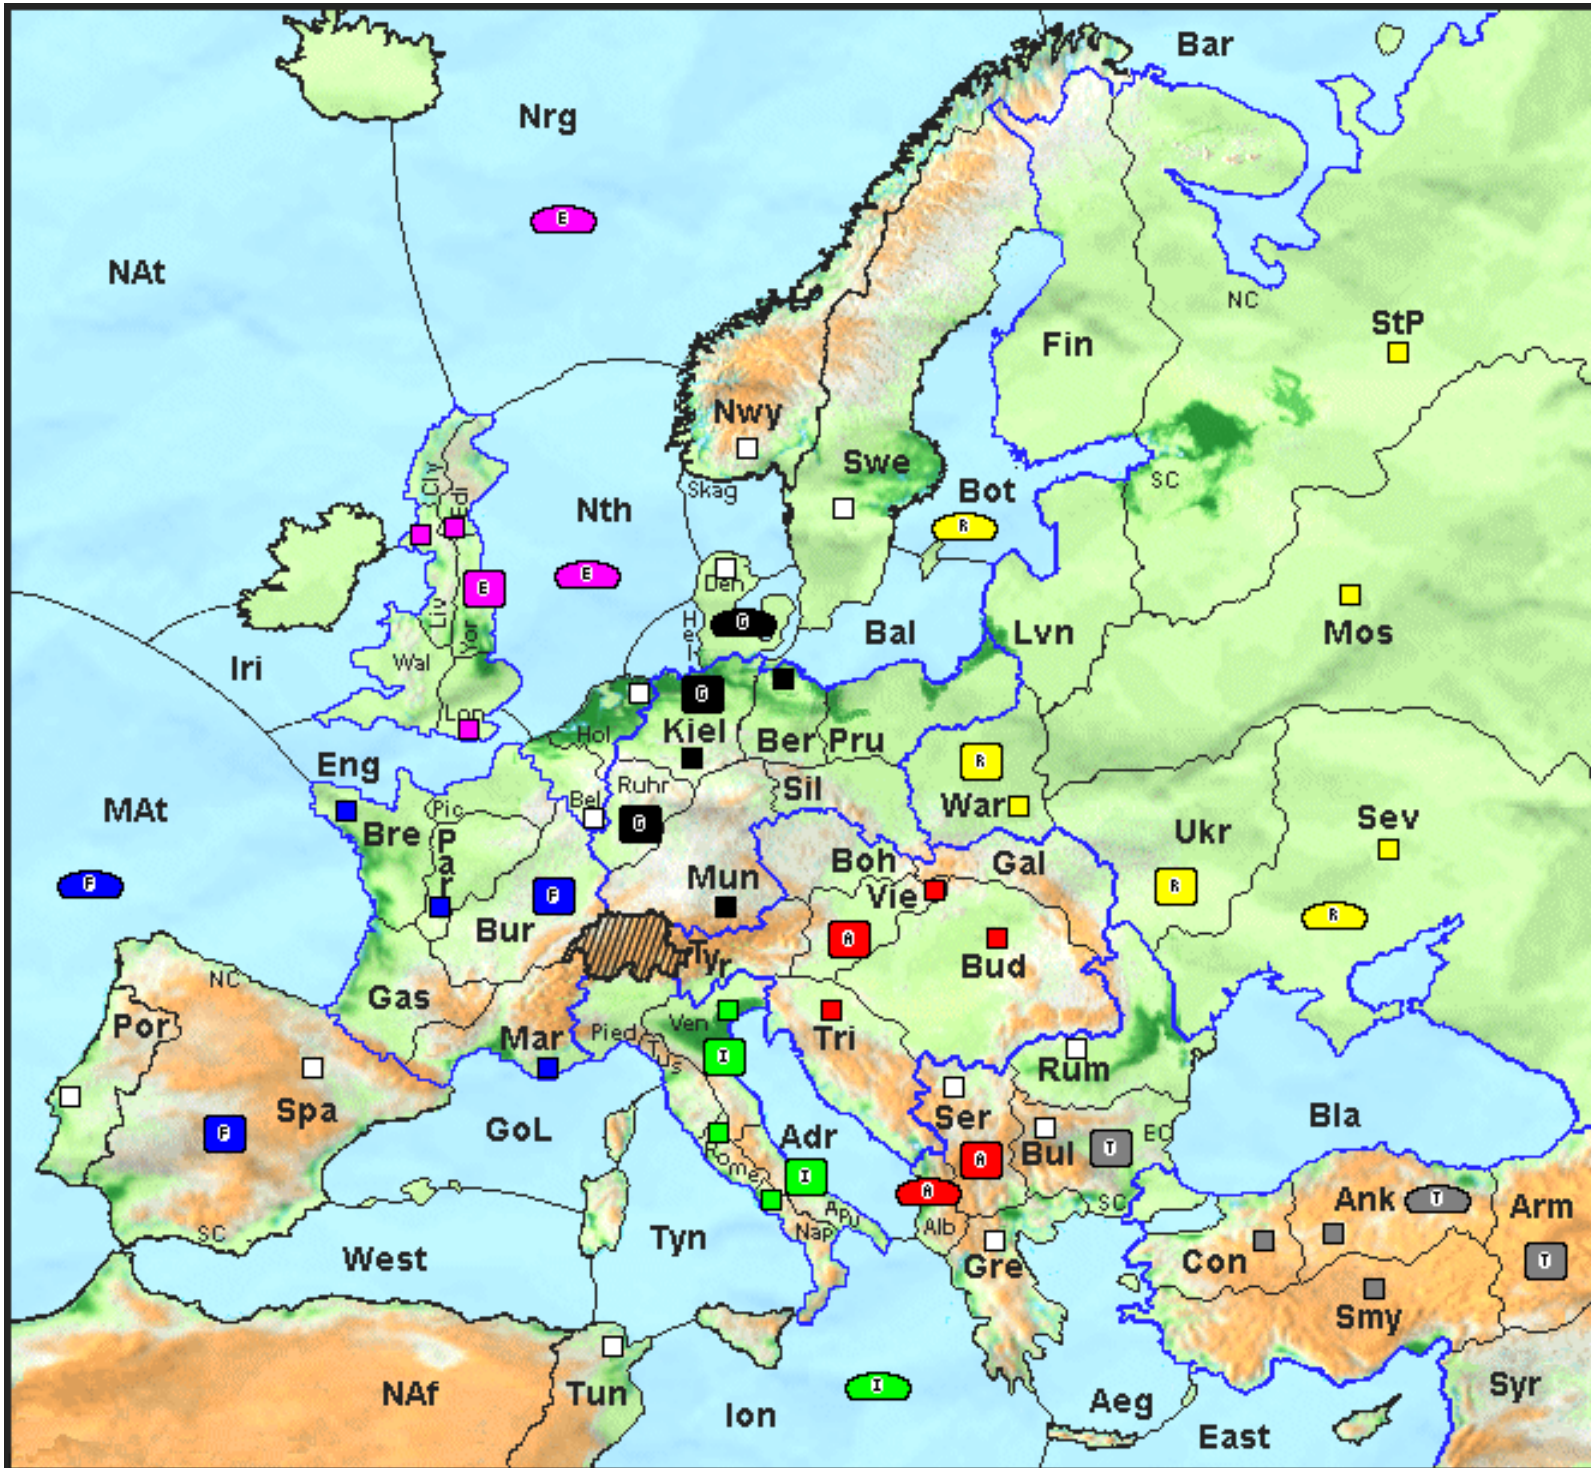 Bar
Nrg
E
NAt
NC
StP
Fin
Nwy
Swe
Cly
Edi
Skag
Bot
SC
R
Nth
E
Den
E
Liv
Yor
Hel
G
Bal
Lvn
Mos
Iri
Wal
Lon
G
Hol
Kiel
Ber
Pru
Eng
Ruhr
Sil
R
War
MAt
Pic
Bel
G
Bre
Par
Boh
Gal
Ukr
Sev
F
F
Mun
Vie
R
R
Bur
A
Bud
Tyr
NC
Gas
Por
Mar
Pied
Ven
Tri
Tus
I
Rum
Spa
F
GoL
Adr
Ser
Bla
Bul
EC
T
Rome
A
I
A
Ank
T
Arm
SC
Apu
SC
Nap
Alb
Tyn
West
Gre
Con
T
Smy
NAf
Tun
I
Ion
Aeg
Syr
East